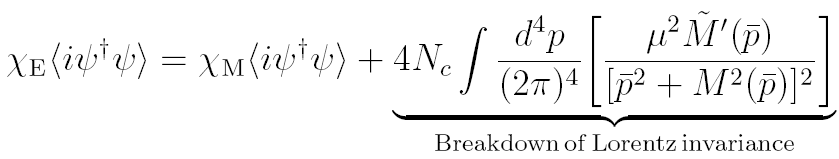 χ_E⟨iψ†ψ⟩ = χ_M⟨iψ†ψ⟩ + 4N_c ∫ d⁴p/(2π)⁴ [ μ² M̃′(p̄) / [p̄² + M²(p̄)]² ]
Breakdown of Lorentz invariance